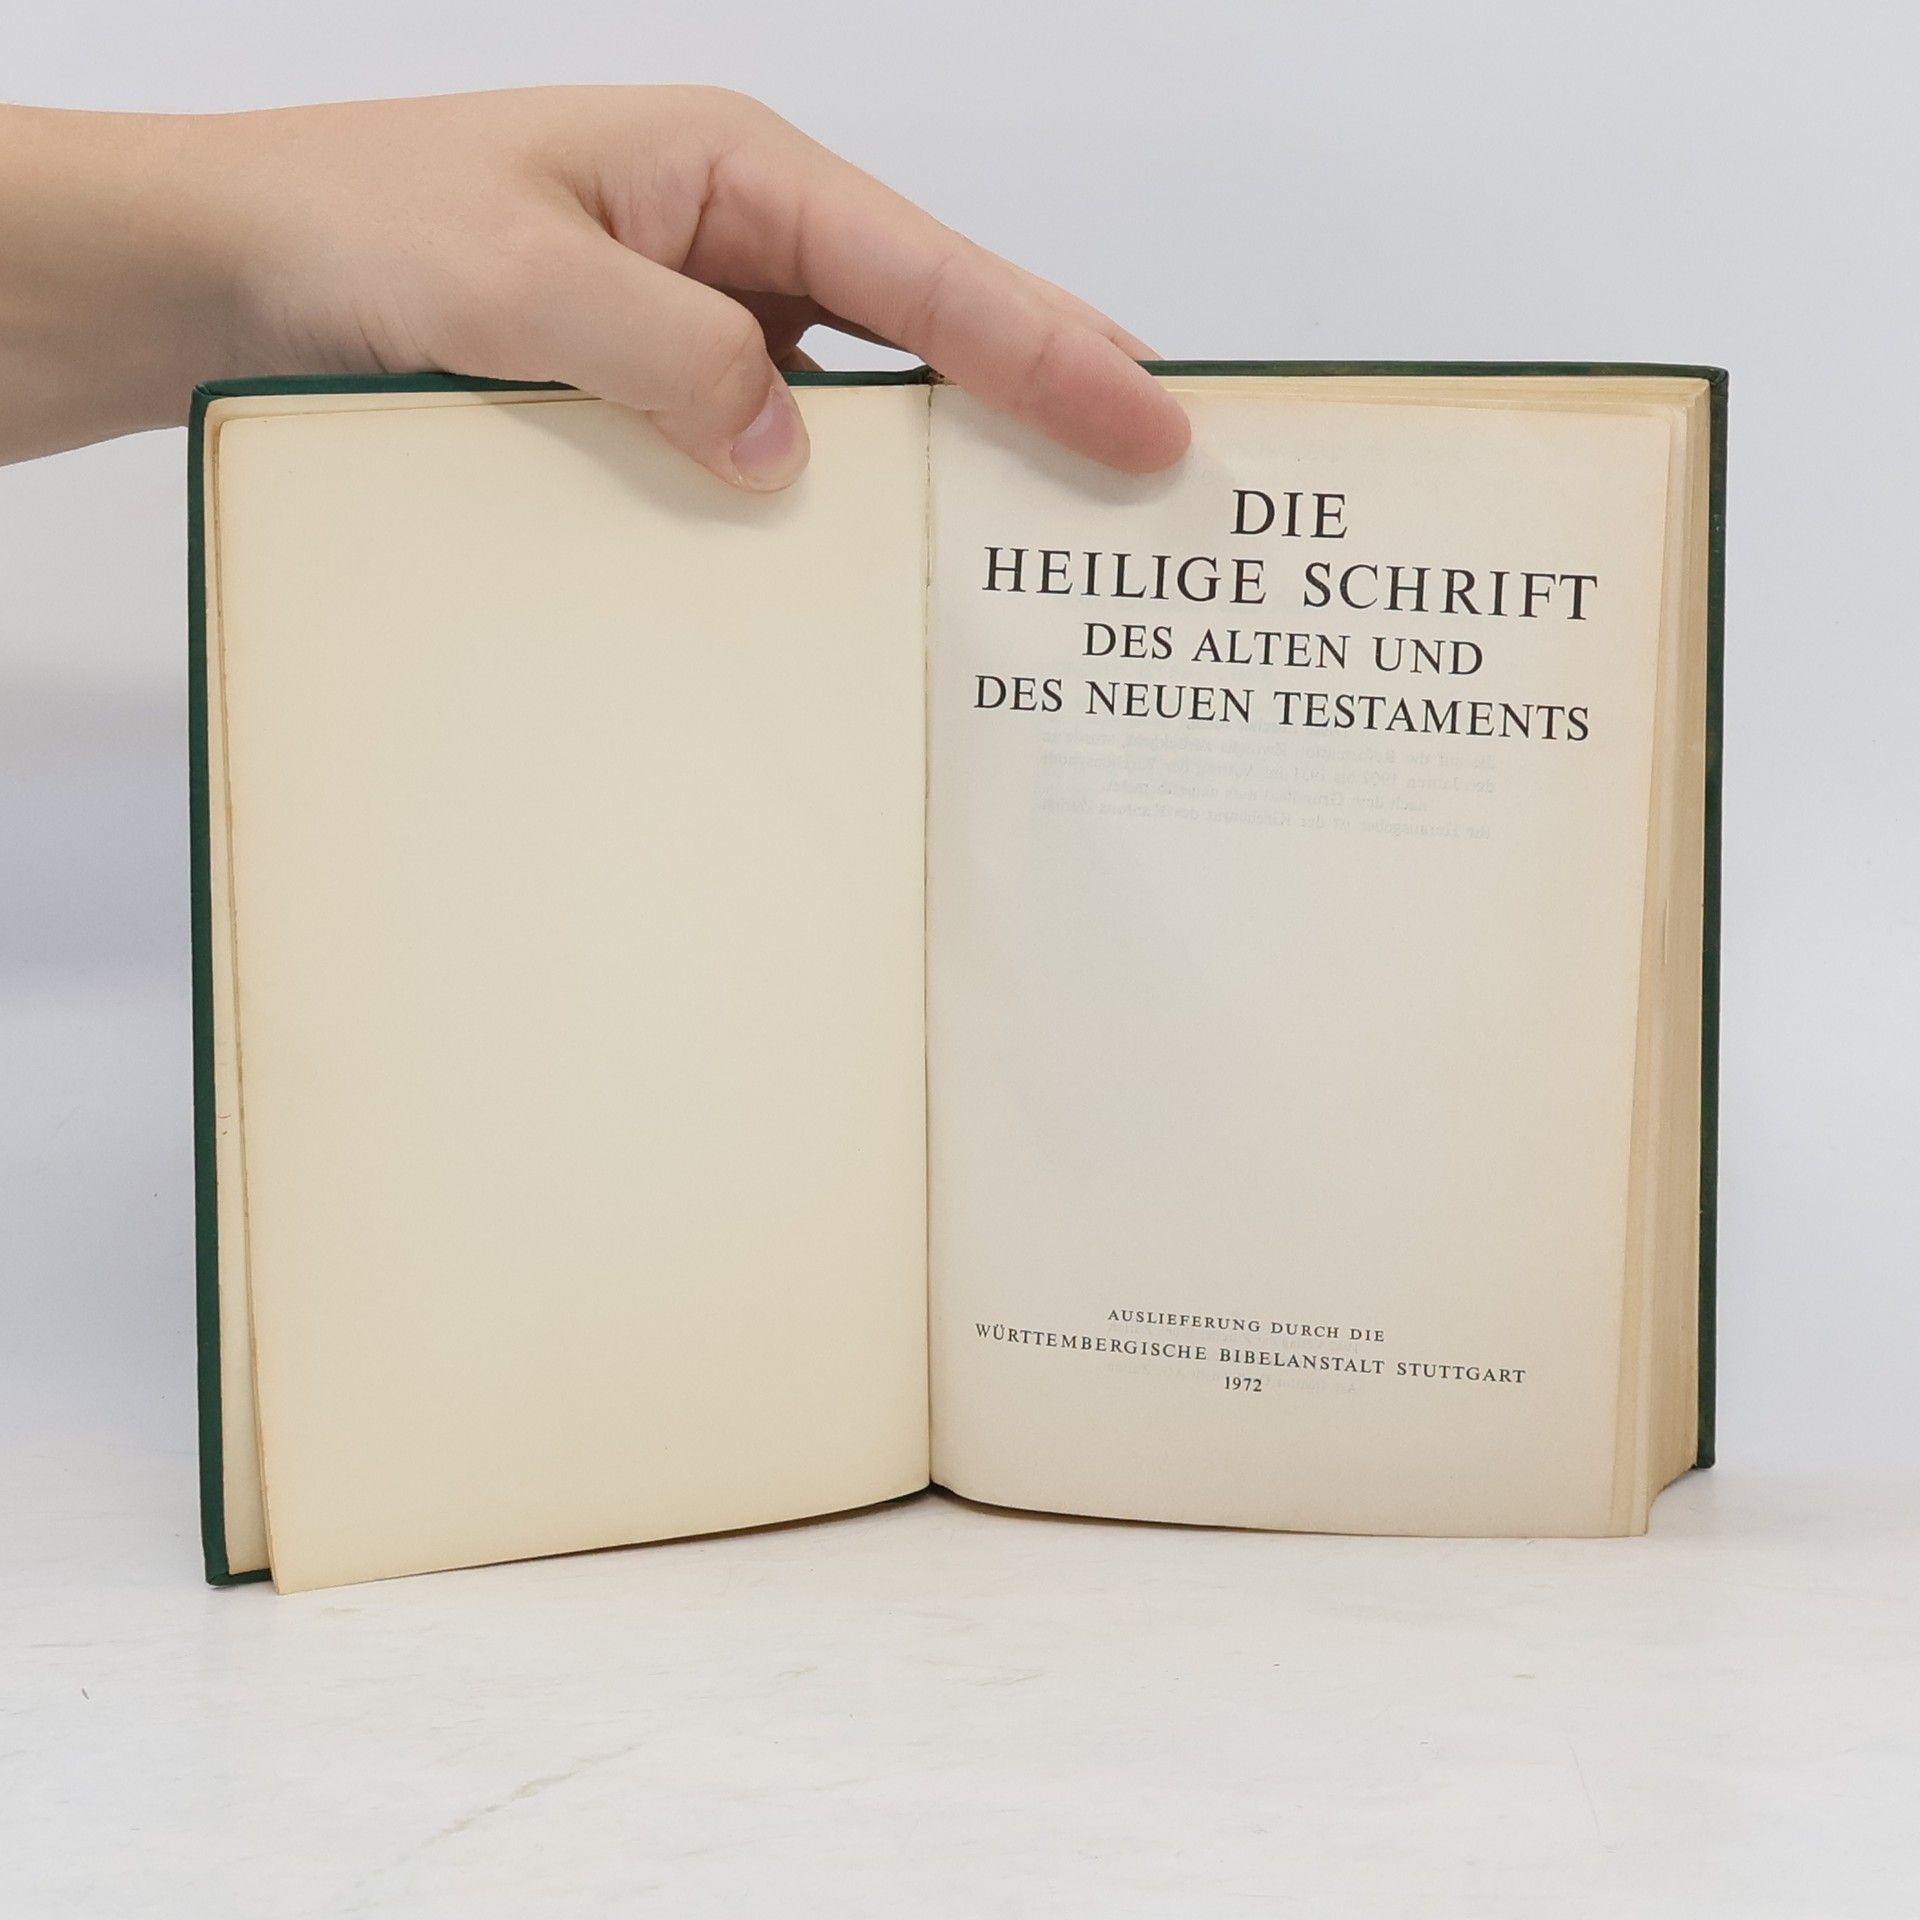 DIE
HEILIGE SCHRIFT
DES ALTEN UND
DES NEUEN TESTAMENTS
AUSLIEFERUNG DURCH DIE
WÜRTTEMBERGISCHE BIBELANSTALT STUTTGART
1972